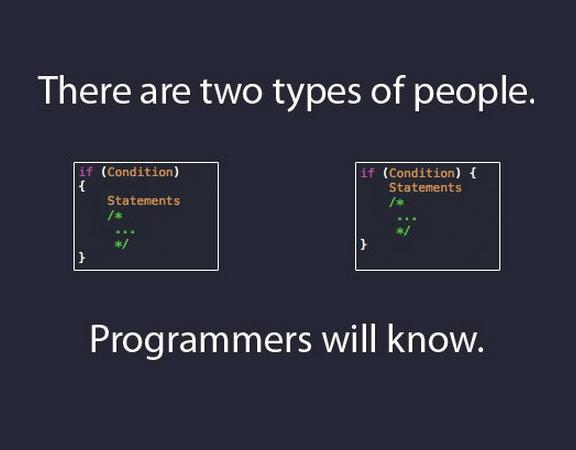 There are two types of people.
if (Condition)
{
    Statements
    /*
     ...
     */
}
if (Condition) {
    Statements
    /*
     ...
     */
}
Programmers will know.